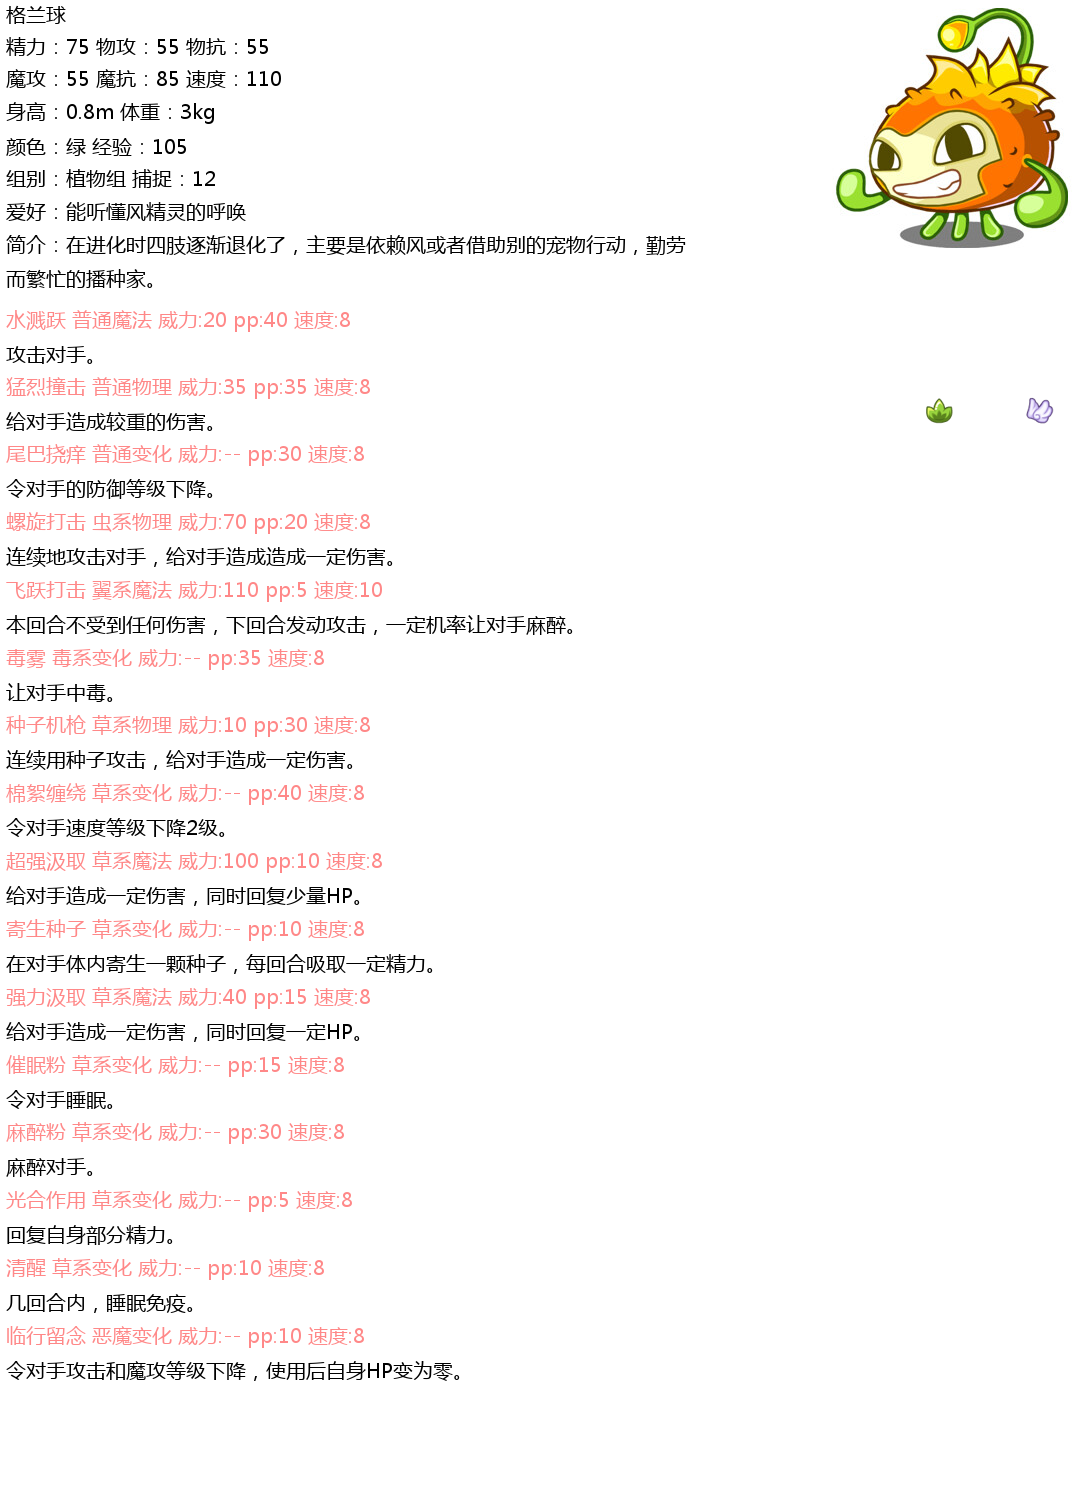 格兰球
精力：75 物攻：55 物抗：55
魔攻：55 魔抗：85 速度：110
身高：0.8m 体重：3kg
颜色：绿 经验：105
组别：植物组 捕捉：12
爱好：能听懂风精灵的呼唤
简介：在进化时四肢逐渐退化了，主要是依赖风或者借助别的宠物行动，勤劳
而繁忙的播种家。
水溅跃 普通魔法 威力:20 pp:40 速度:8
攻击对手。
猛烈撞击 普通物理 威力:35 pp:35 速度:8
给对手造成较重的伤害。
尾巴挠痒 普通变化 威力:-- pp:30 速度:8
令对手的防御等级下降。
螺旋打击 虫系物理 威力:70 pp:20 速度:8
连续地攻击对手，给对手造成造成一定伤害。
飞跃打击 翼系魔法 威力:110 pp:5 速度:10
本回合不受到任何伤害，下回合发动攻击，一定机率让对手麻醉。
毒雾 毒系变化 威力:-- pp:35 速度:8
让对手中毒。
种子机枪 草系物理 威力:10 pp:30 速度:8
连续用种子攻击，给对手造成一定伤害。
棉絮缠绕 草系变化 威力:-- pp:40 速度:8
令对手速度等级下降2级。
超强汲取 草系魔法 威力:100 pp:10 速度:8
给对手造成一定伤害，同时回复少量HP。
寄生种子 草系变化 威力:-- pp:10 速度:8
在对手体内寄生一颗种子，每回合吸取一定精力。
强力汲取 草系魔法 威力:40 pp:15 速度:8
给对手造成一定伤害，同时回复一定HP。
催眠粉 草系变化 威力:-- pp:15 速度:8
令对手睡眠。
麻醉粉 草系变化 威力:-- pp:30 速度:8
麻醉对手。
光合作用 草系变化 威力:-- pp:5 速度:8
回复自身部分精力。
清醒 草系变化 威力:-- pp:10 速度:8
几回合内，睡眠免疫。
临行留念 恶魔变化 威力:-- pp:10 速度:8
令对手攻击和魔攻等级下降，使用后自身HP变为零。